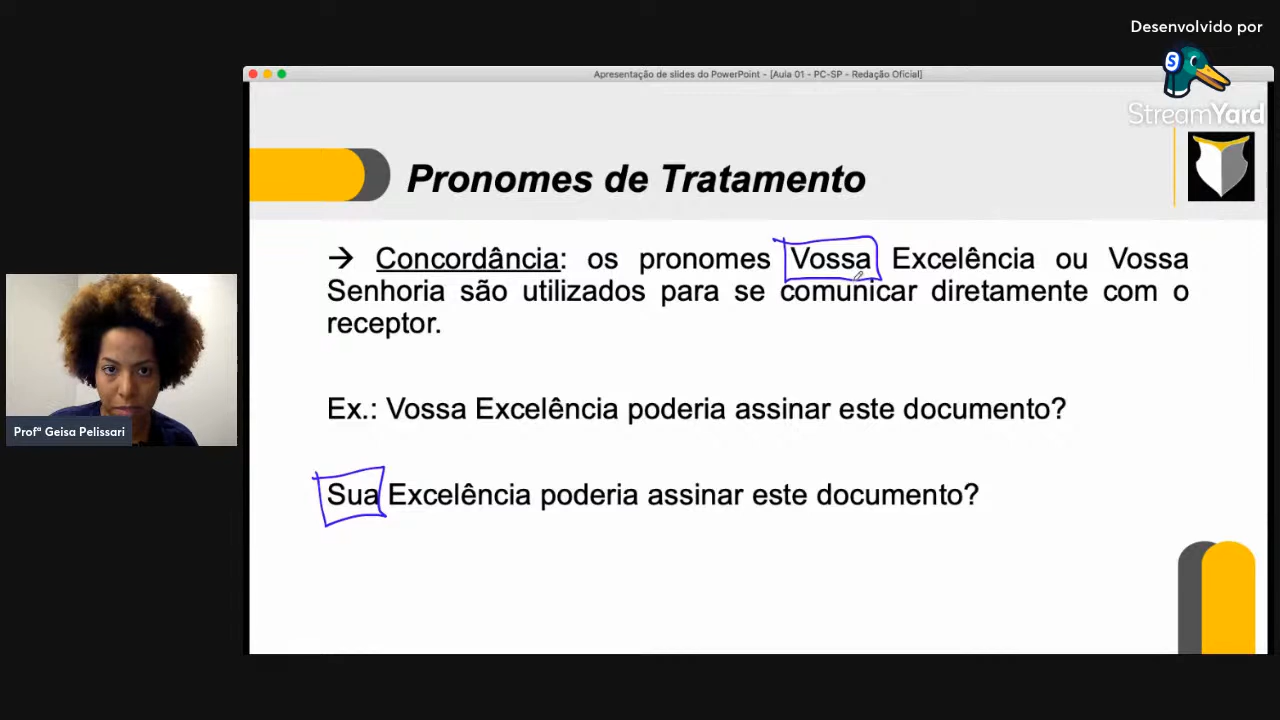 Desenvolvido por
StreamYard
Apresentação de slides do PowerPoint - [Aula 01 - PC-SP - Redação Oficial]
Pronomes de Tratamento
→ Concordância: os pronomes Vossa Excelência ou Vossa
Senhoria são utilizados para se comunicar diretamente com o
receptor.
Ex.: Vossa Excelência poderia assinar este documento?
Profª Geisa Pelissari
Sua Excelência poderia assinar este documento?